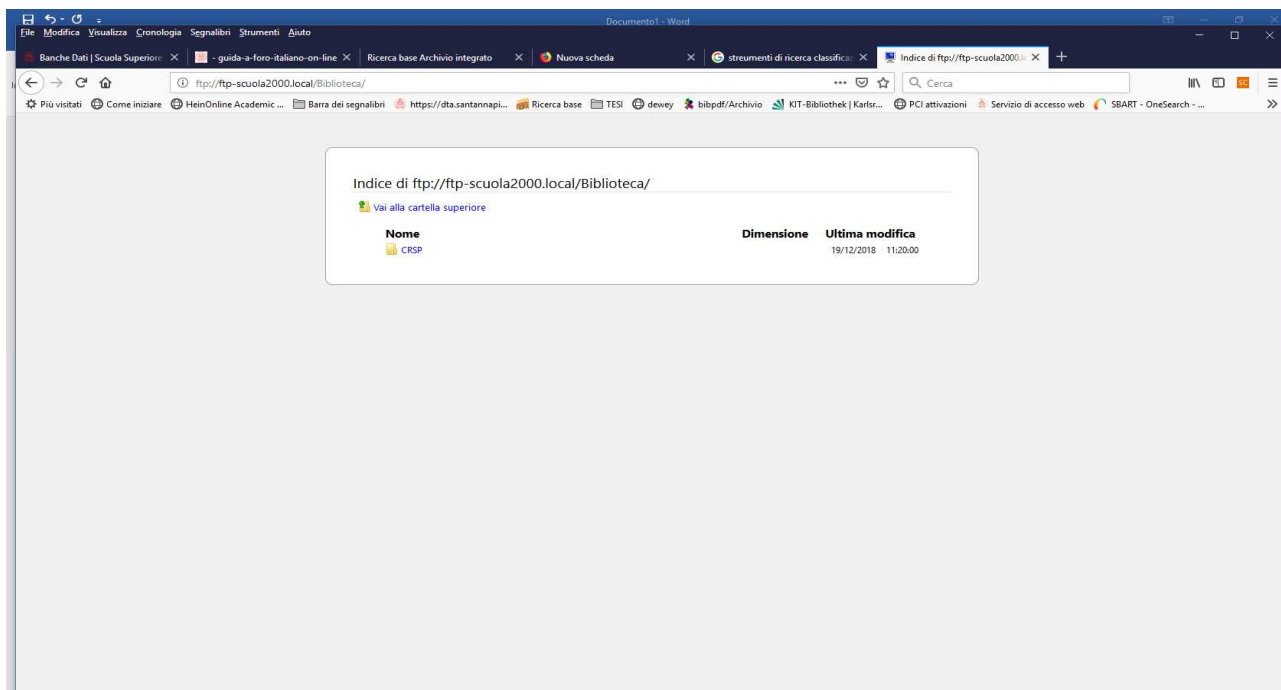 Documento1 - Word
File Modifica Visualizza Cronologia Segnalibri Strumenti Aiuto
Banche Dati | Scuola Superiore - guida-a-foro-italiano-on-line Ricerca base Archivio integrato Nuova scheda streumenti di ricerca classifica: Indice di ftp://ftp-scuola2000.l
ftp://ftp-scuola2000.local/Biblioteca/ Cerca SC
Più visitati Come iniziare HeinOnline Academic ... Barra dei segnalibri https://dta.santannapi... Ricerca base TESI dewey bibpdf/Archivio KIT-Bibliothek | Karlsr... PCI attivazioni Servizio di accesso web SBART - OneSearch - ...
Indice di ftp://ftp-scuola2000.local/Biblioteca/
Vai alla cartella superiore
Nome Dimensione Ultima modifica
CRSP 19/12/2018 11:20:00